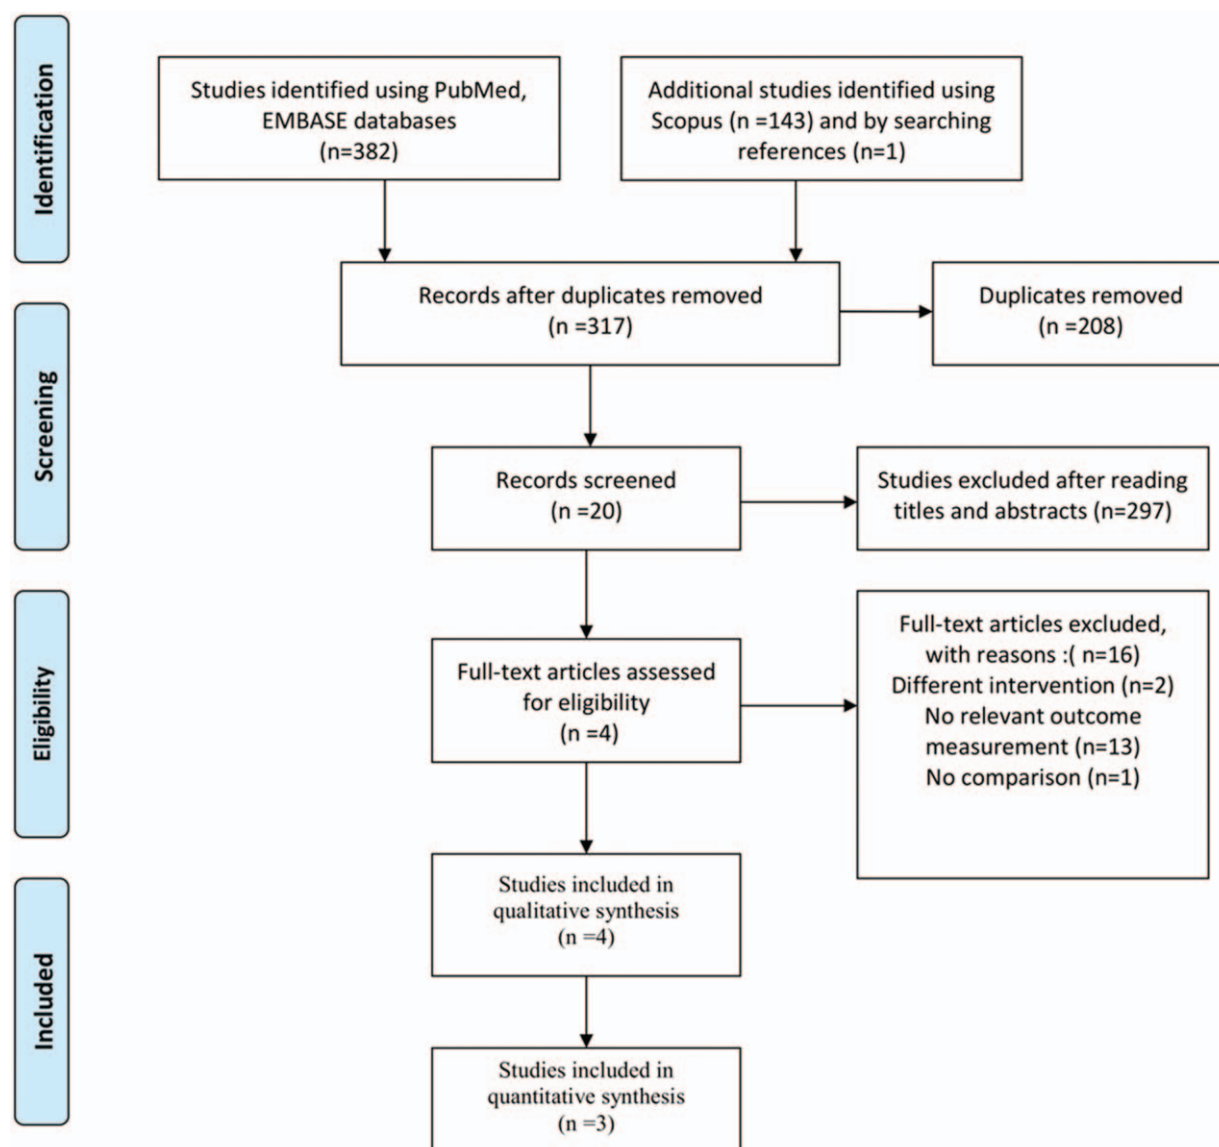 Identification
Studies identified using PubMed,
EMBASE databases
(n=382)
Additional studies identified using
Scopus (n =143) and by searching
references (n=1)
Records after duplicates removed
(n =317)
Duplicates removed
(n =208)
Screening
Records screened
(n =20)
Studies excluded after reading
titles and abstracts (n=297)
Eligibility
Full-text articles assessed
for eligibility
(n =4)
Full-text articles excluded,
with reasons :( n=16)
Different intervention (n=2)
No relevant outcome
measurement (n=13)
No comparison (n=1)
Included
Studies included in
qualitative synthesis
(n =4)
Studies included in
quantitative synthesis
(n =3)